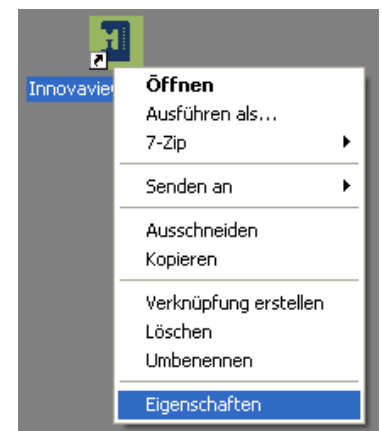 Innovavie
Öffnen
Ausführen als...
7-Zip
Senden an
Ausschneiden
Kopieren
Verknüpfung erstellen
Löschen
Umbenennen
Eigenschaften